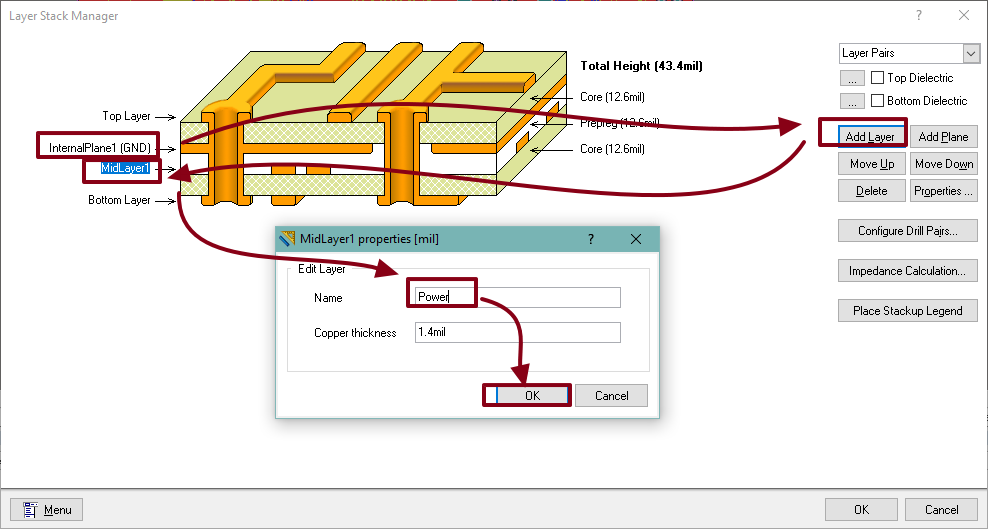 Layer Stack Manager
?
Total Height (43.4mil)
Layer Pairs
... Top Dielectric
... Bottom Dielectric
Core (12.6mil)
Top Layer
Prepreg (12.6mil)
InternalPlane1 (GND)
Core (12.6mil)
MidLayer1
Bottom Layer
Add Layer Add Plane
Move Up Move Down
Delete Properties ...
Configure Drill Pairs...
Impedance Calculation...
Place Stackup Legend
MidLayer1 properties [mil] ?
Edit Layer
Name Power
Copper thickness 1.4mil
OK Cancel
Menu OK Cancel